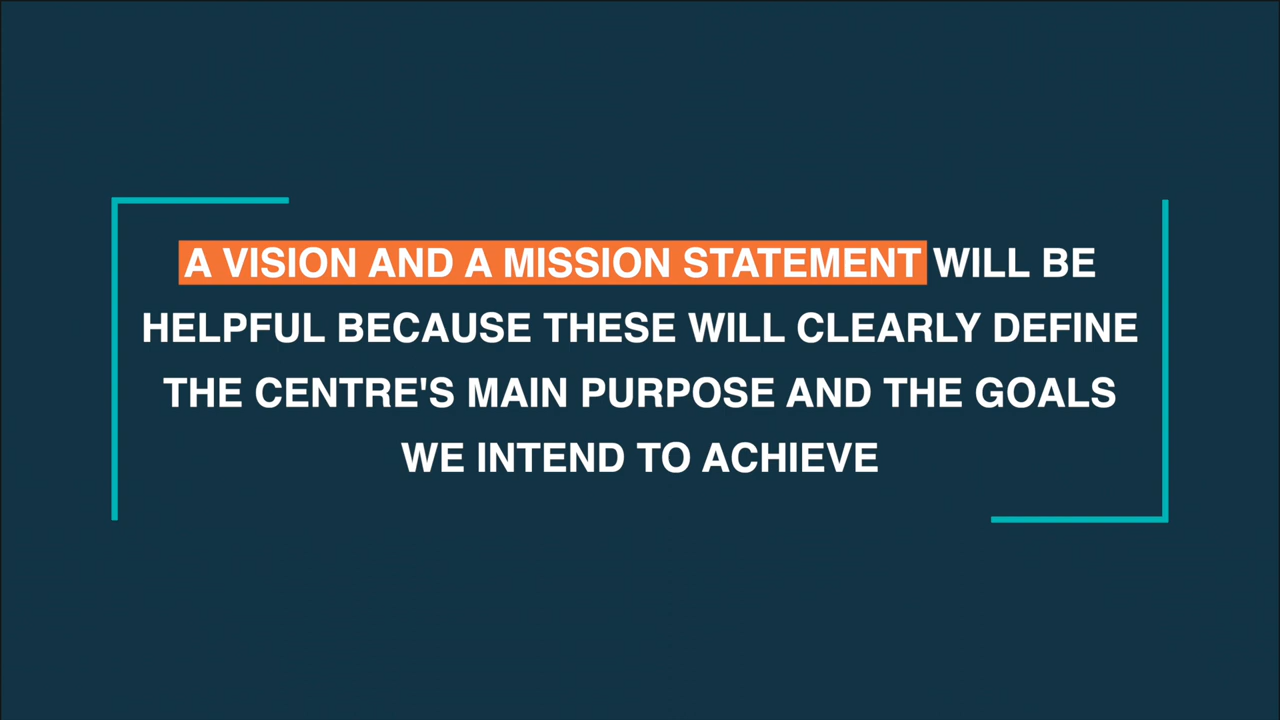 A VISION AND A MISSION STATEMENT WILL BE
HELPFUL BECAUSE THESE WILL CLEARLY DEFINE
THE CENTRE'S MAIN PURPOSE AND THE GOALS
WE INTEND TO ACHIEVE